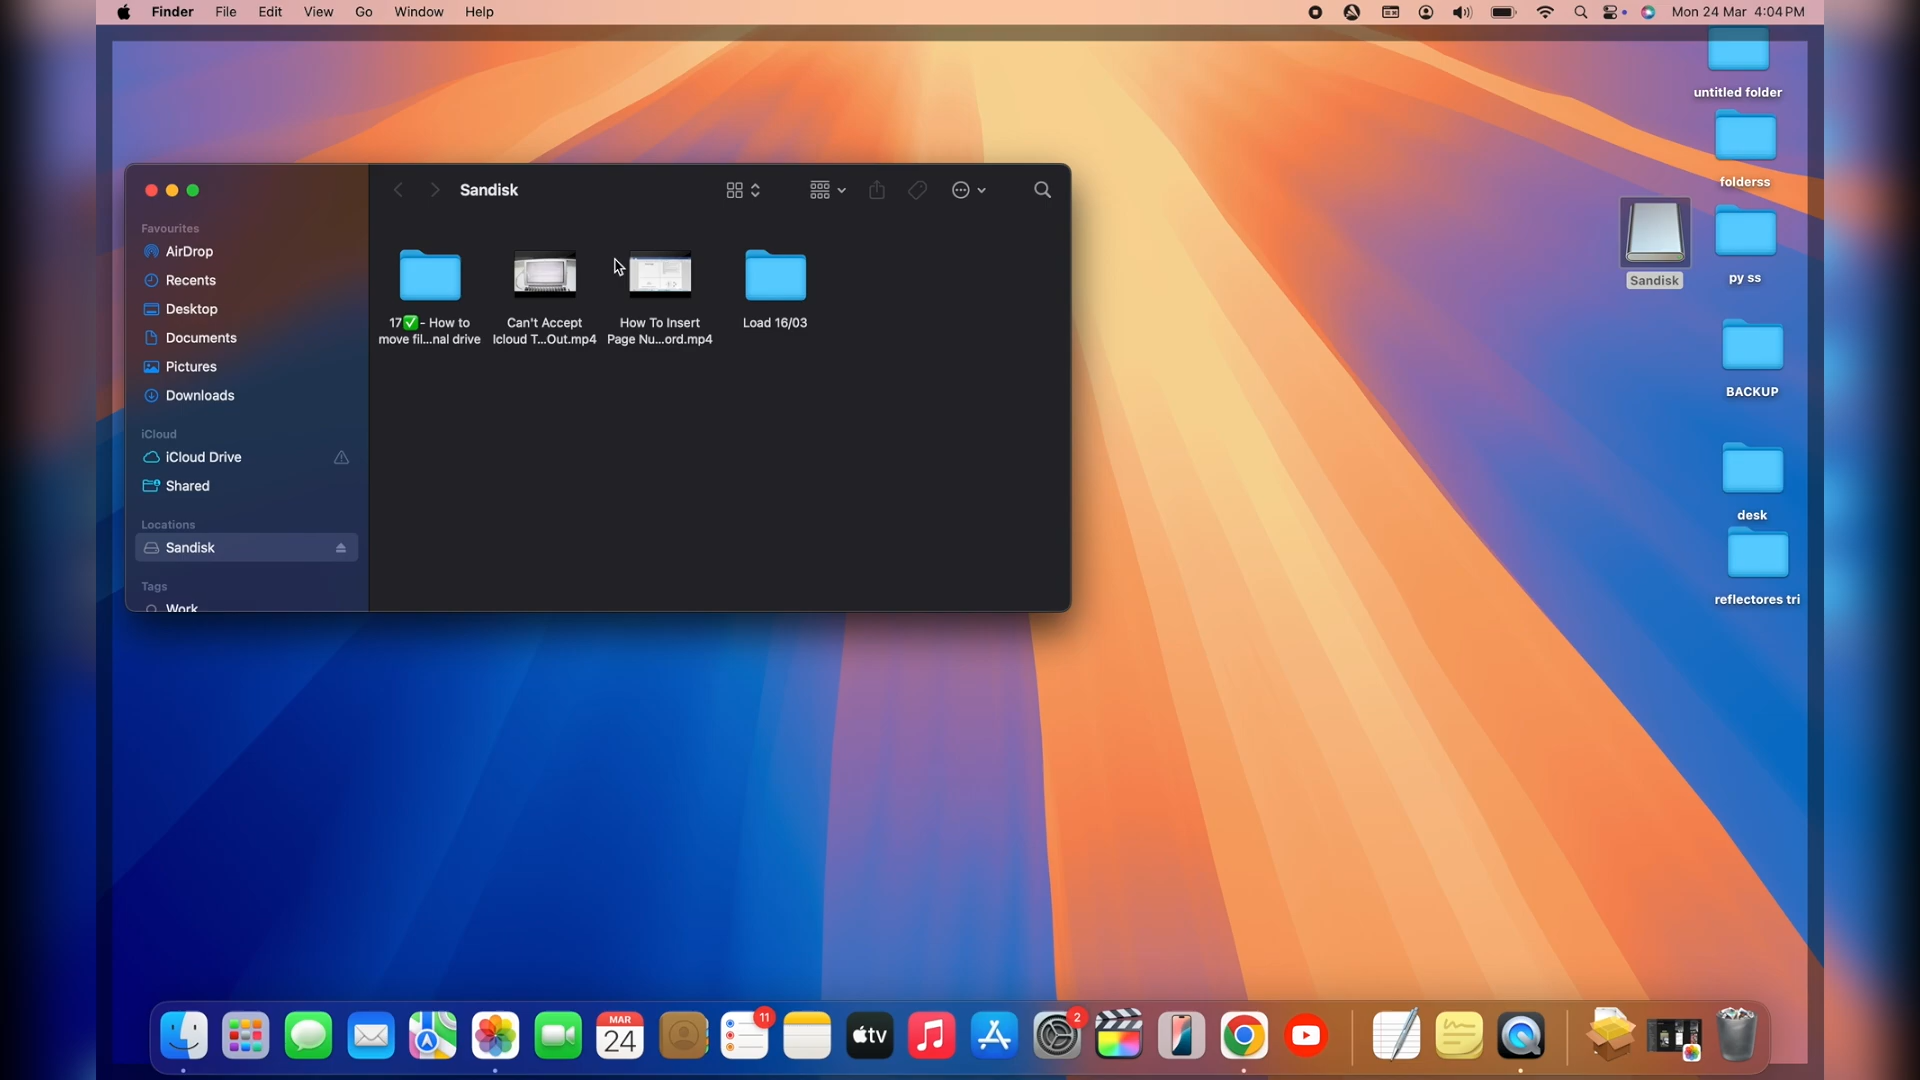 Finder File Edit View Go Window Help
Mon 24 Mar 4:04 PM
Sandisk
Favourites
AirDrop
Recents
Desktop
Documents
Pictures
Downloads
iCloud
iCloud Drive
Shared
Locations
Sandisk
Tags
Work
17✅- How to
move fil...nal drive
Can't Accept
Icloud T...Out.mp4
How To Insert
Page Nu...ord.mp4
Load 16/03
untitled folder
folderss
Sandisk
py ss
BACKUP
desk
reflectores tri
MAR
24
11
tv
2